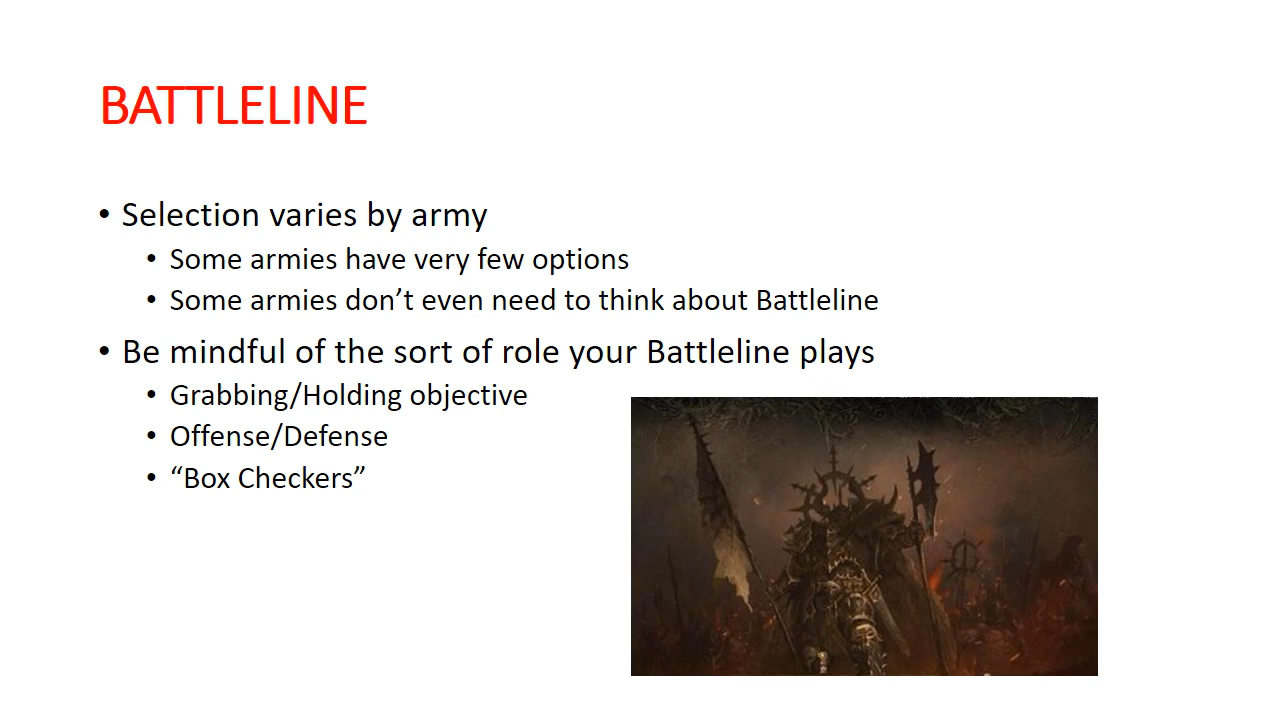 BATTLELINE
• Selection varies by army
• Some armies have very few options
• Some armies don’t even need to think about Battleline
• Be mindful of the sort of role your Battleline plays
• Grabbing/Holding objective
• Offense/Defense
• “Box Checkers”